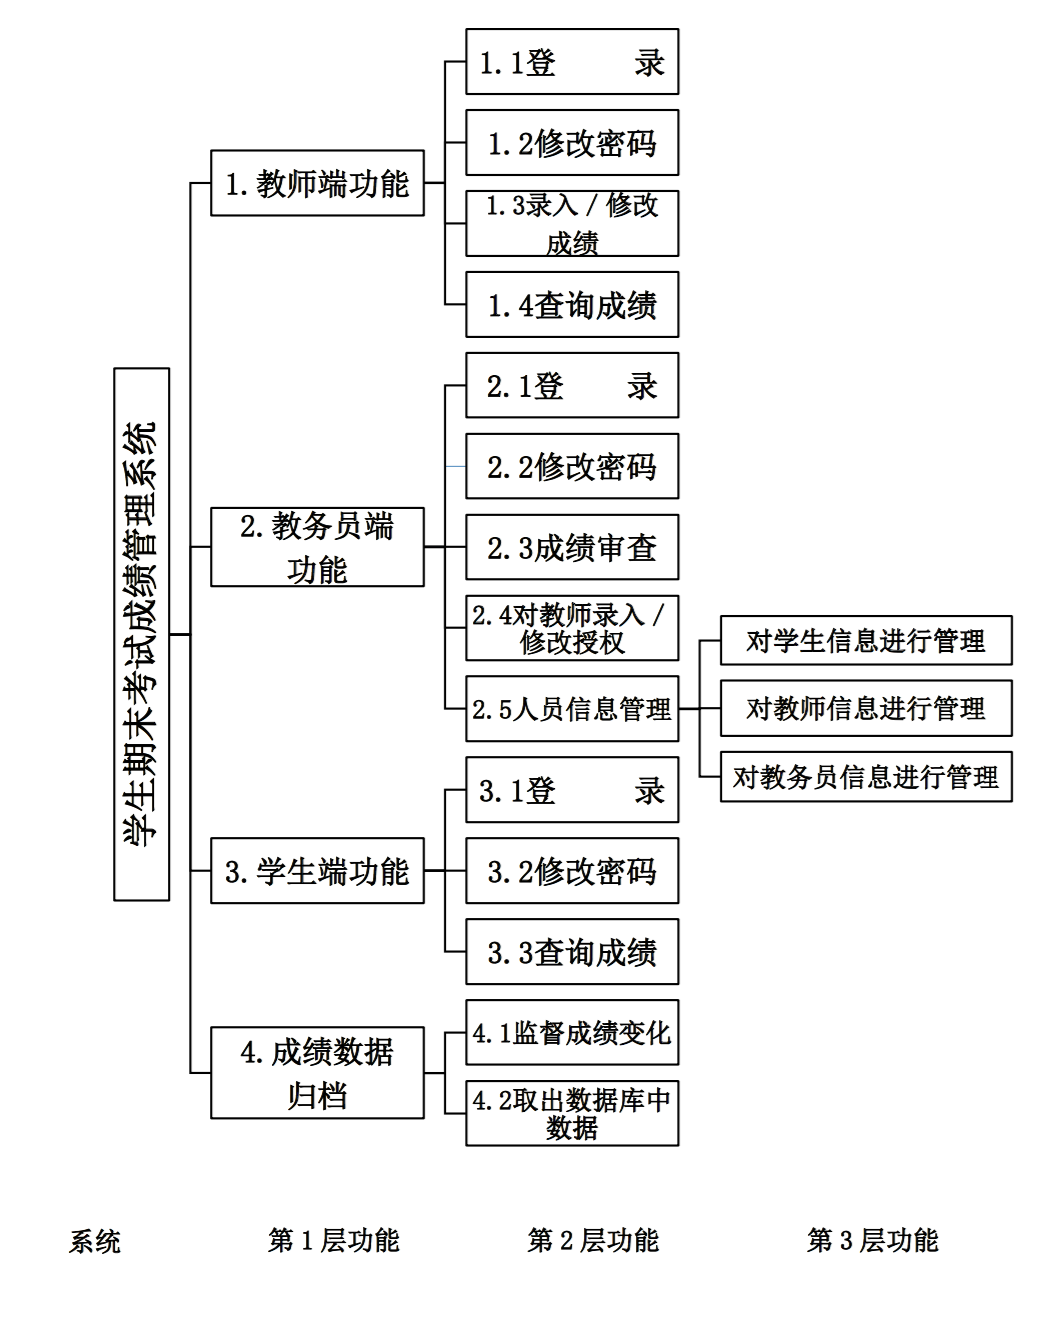 学生期末考试成绩管理系统
1.教师端功能
1.1登 录
1.2修改密码
1.3录入/修改
成绩
1.4查询成绩
2.教务员端
功能
2.1登 录
2.2修改密码
2.3成绩审查
2.4对教师录入/
修改授权
2.5人员信息管理
对学生信息进行管理
对教师信息进行管理
对教务员信息进行管理
3.学生端功能
3.1登 录
3.2修改密码
3.3查询成绩
4.成绩数据
归档
4.1监督成绩变化
4.2取出数据库中
数据
系统
第1层功能
第2层功能
第3层功能